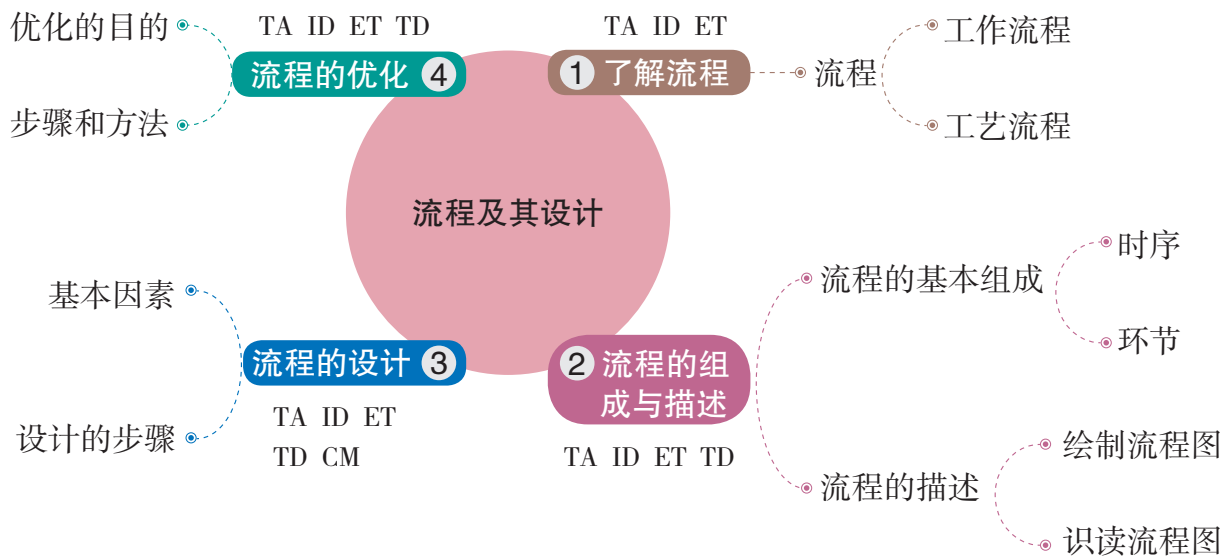 流程及其设计
TA ID ET
1 了解流程
流程
工作流程
工艺流程
2 流程的组
成与描述
TA ID ET TD
流程的基本组成
时序
环节
流程的描述
绘制流程图
识读流程图
流程的设计 3
TA ID ET
TD CM
基本因素
设计的步骤
TA ID ET TD
流程的优化 4
优化的目的
步骤和方法